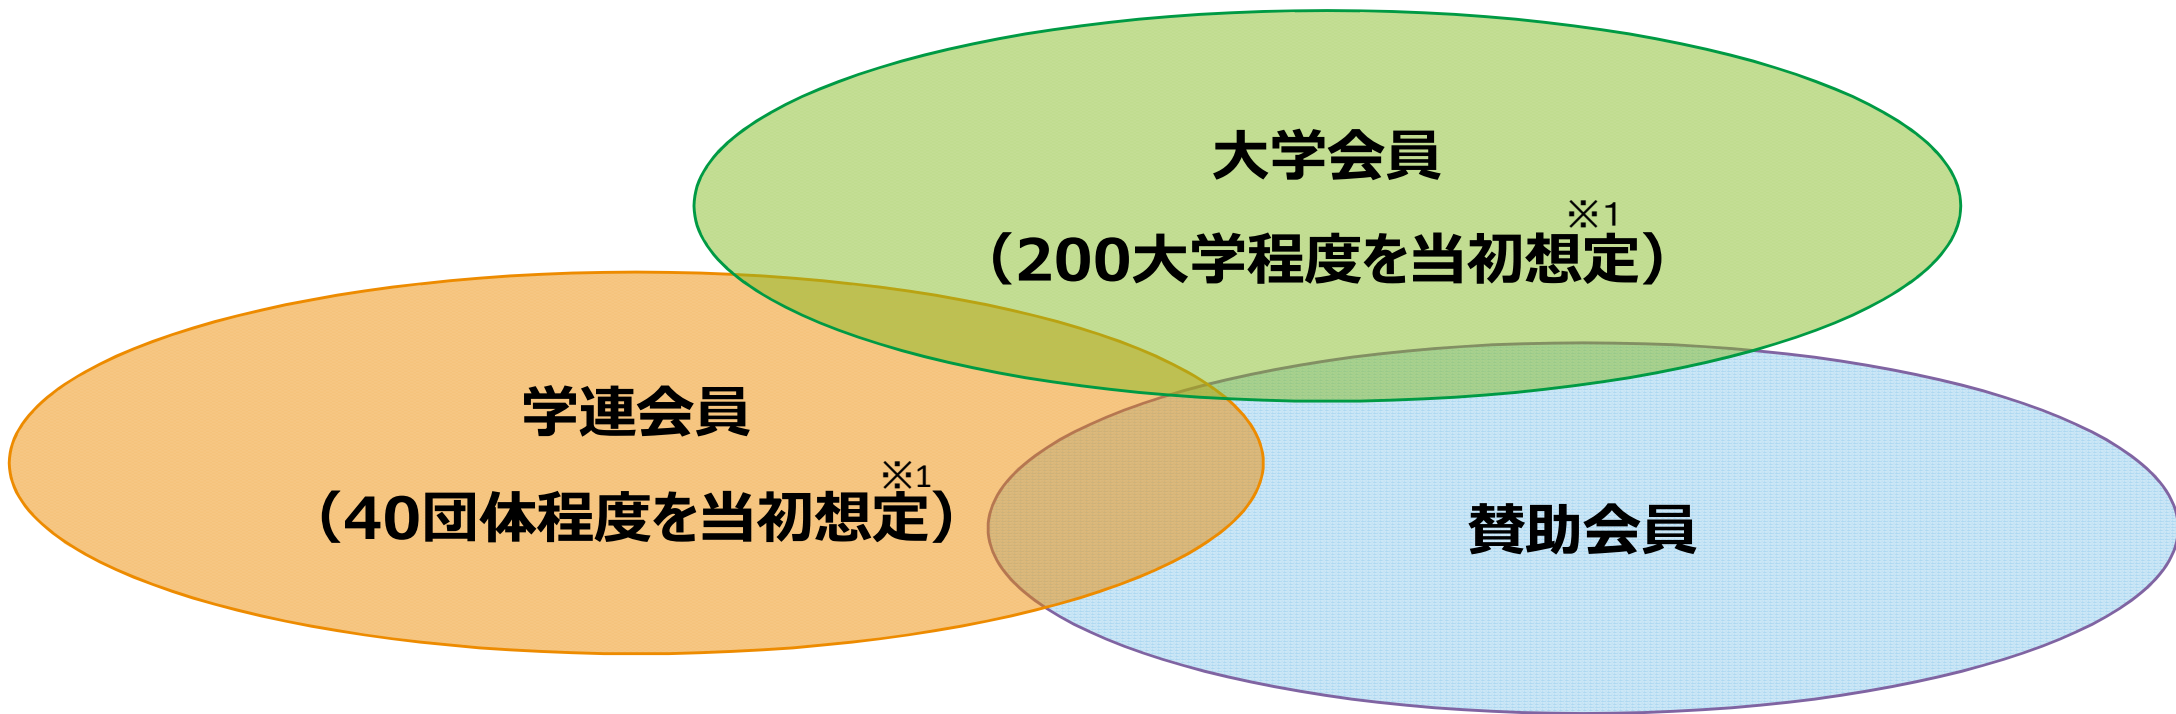 大学会員
※1
（200大学程度を当初想定）
学連会員
※1
（40団体程度を当初想定）
賛助会員